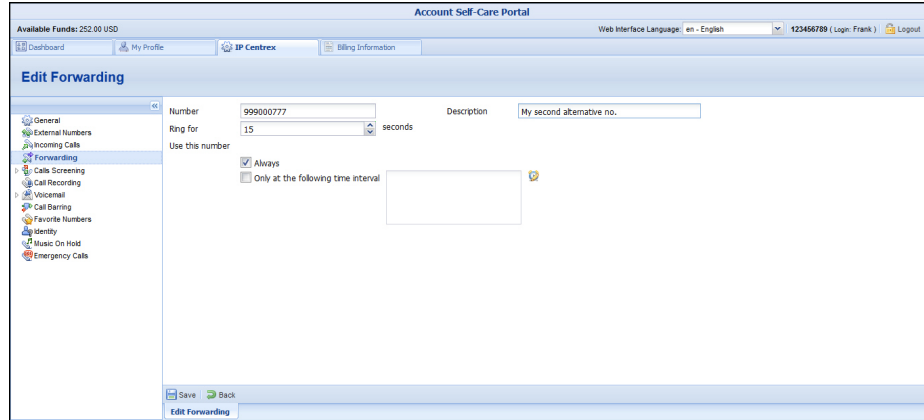 Account Self-Care Portal
Available Funds: 252.00 USD
Web Interface Language: en - English 123456789 ( Login: Frank ) Logout
Dashboard My Profile IP Centrex Billing Information
Edit Forwarding
Number 999000777 Description My second alternative no.
Ring for 15 seconds
Use this number
Always
Only at the following time interval
General
External Numbers
Incoming Calls
Forwarding
Calls Screening
Call Recording
Voicemail
Call Barring
Favorite Numbers
Identity
Music On Hold
Emergency Calls
Save Back
Edit Forwarding